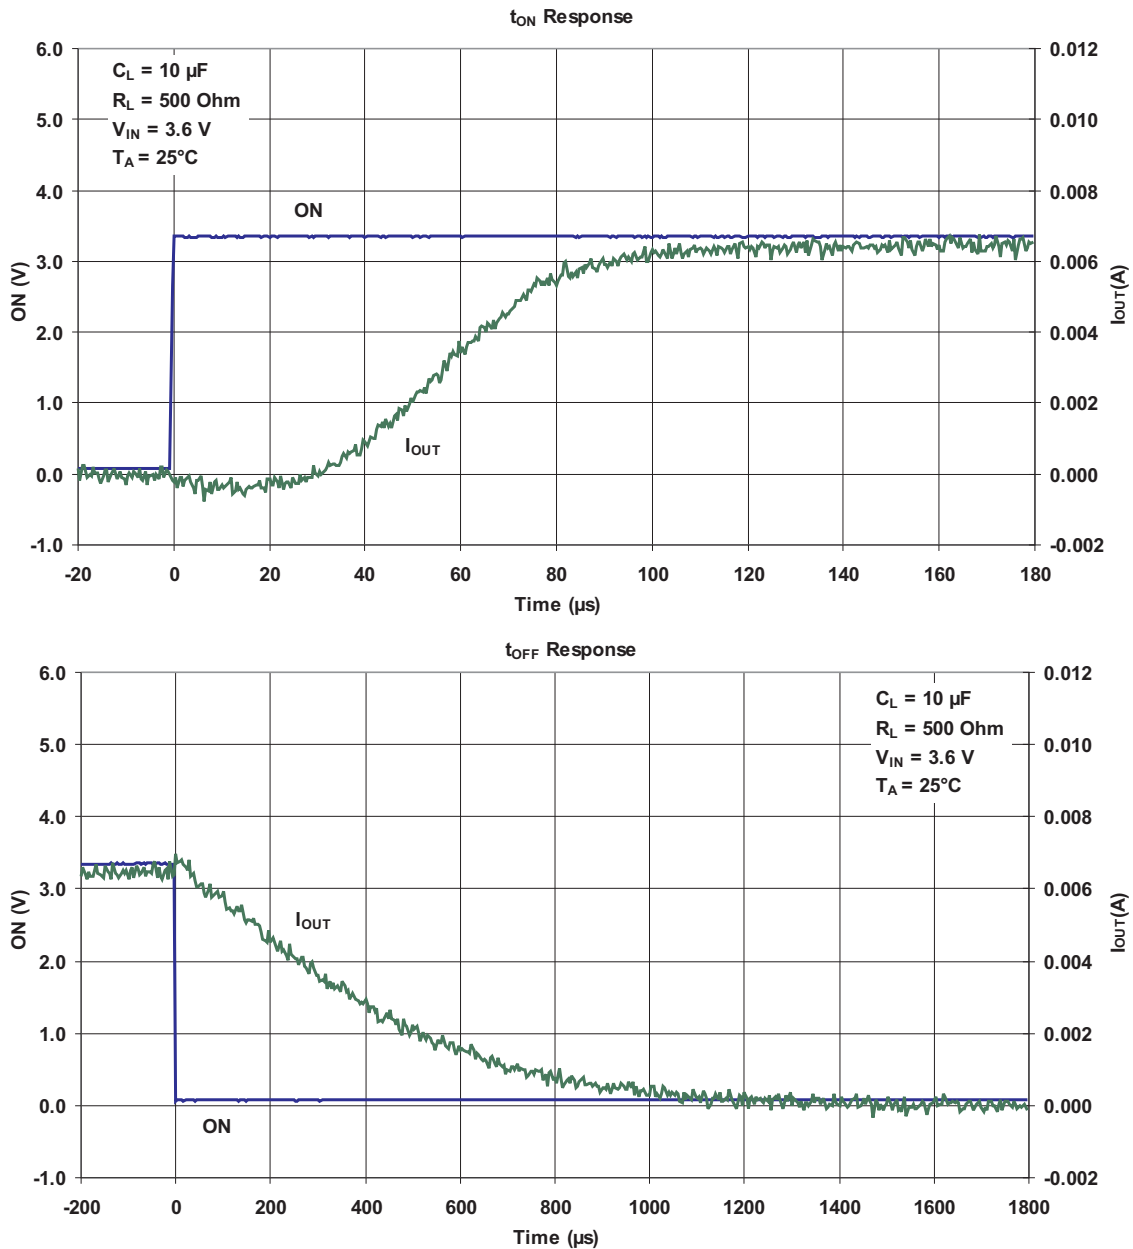 tON Response
6.0 0.012
CL = 10 µF
RL = 500 Ohm
5.0 0.010
VIN = 3.6 V
TA = 25°C
4.0 0.008
ON
3.0 0.006
ON (V)
IOUT(A)
2.0 0.004
1.0 0.002
IOUT
0.0 0.000
-1.0 -0.002
-20 0 20 40 60 80 100 120 140 160 180
Time (µs)
tOFF Response
6.0 0.012
CL = 10 µF
RL = 500 Ohm
5.0 0.010
VIN = 3.6 V
TA = 25°C
4.0 0.008
3.0 0.006
IOUT
ON (V)
IOUT(A)
2.0 0.004
1.0 0.002
0.0 0.000
ON
-1.0 -0.002
-200 0 200 400 600 800 1000 1200 1400 1600 1800
Time (µs)